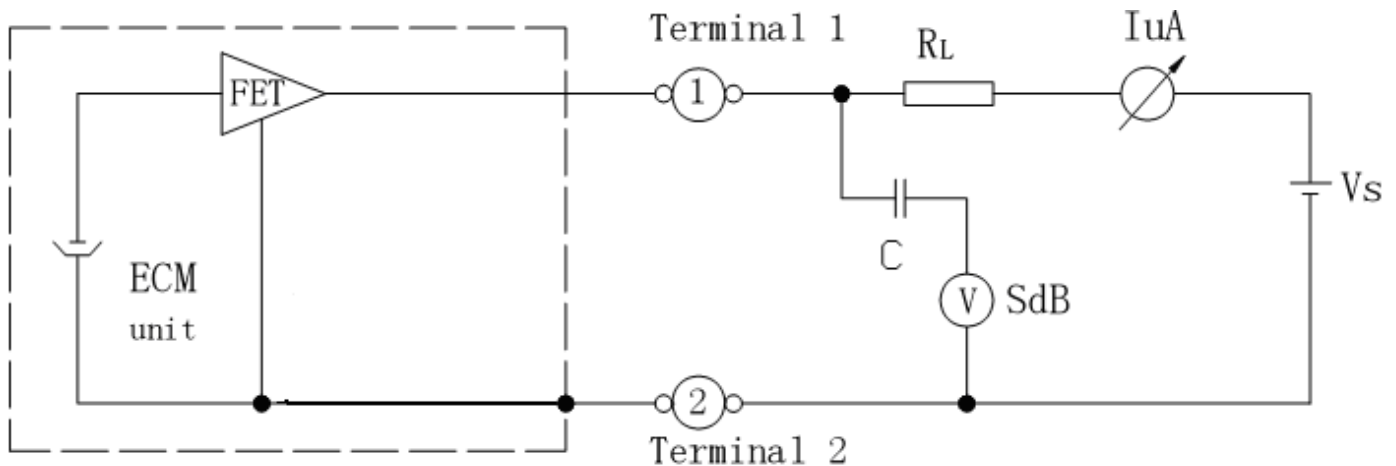 Terminal 1
RL
IuA
FET
1
Vs
C
ECM
unit
V
SdB
2
Terminal 2